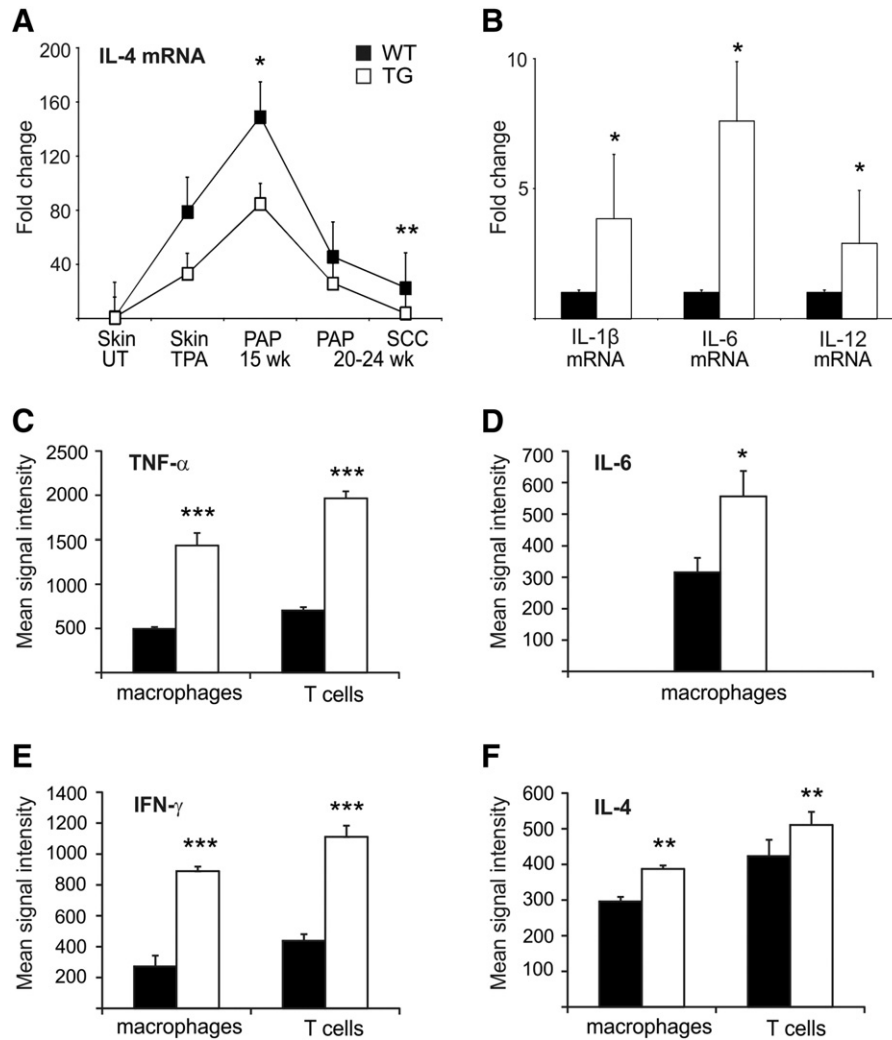 A
IL-4 mRNA
WT
TG
Fold change
200
160
120
80
40
*
**
Skin UT
Skin TPA
PAP 15 wk
PAP SCC
20-24 wk
B
Fold change
10
5
*
*
*
IL-1β mRNA
IL-6 mRNA
IL-12 mRNA
C
TNF-α
Mean signal intensity
2500
2000
1500
1000
500
***
***
macrophages
T cells
D
IL-6
Mean signal intensity
700
600
500
400
300
200
100
*
macrophages
E
IFN-γ
Mean signal intensity
1400
1200
1000
800
600
400
200
***
***
macrophages
T cells
F
IL-4
Mean signal intensity
600
500
400
300
200
100
**
**
macrophages
T cells